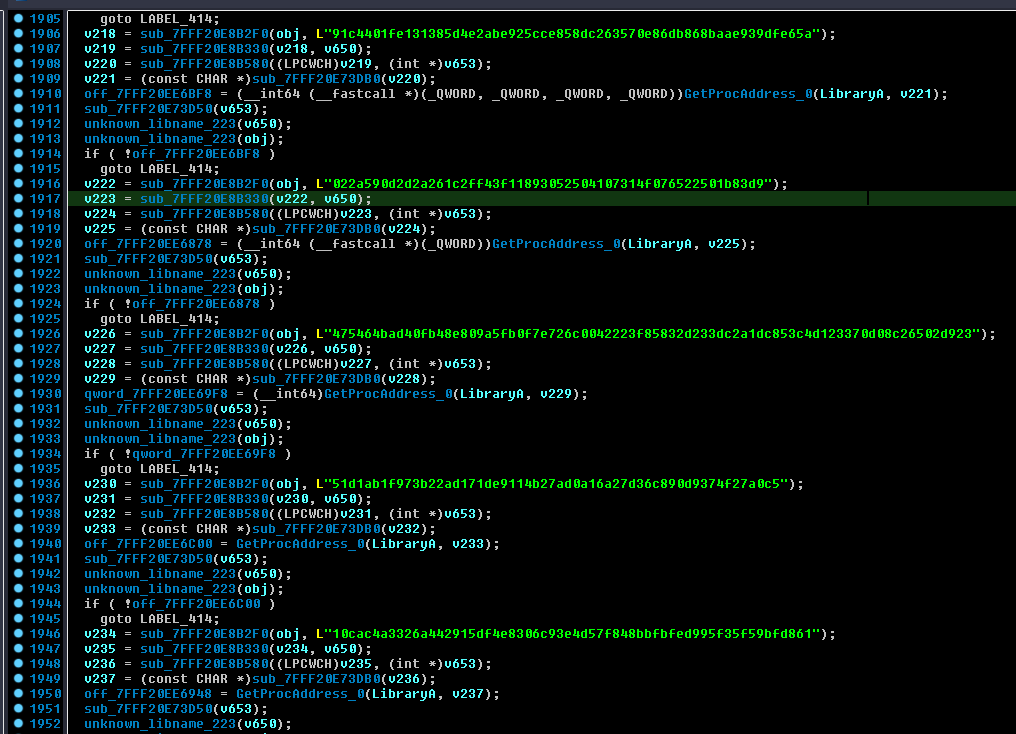 1905 goto LABEL_414;
1906 v218 = sub_7FFF20E8B2F0(obj, L"91c4401fe131385d4e2abe925cce858dc263570e86db868baae939dfe65a");
1907 v219 = sub_7FFF20E8B330(v218, v650);
1908 v220 = sub_7FFF20E8B580((LPCWCH)v219, (int *)v653);
1909 v221 = (const CHAR *)sub_7FFF20E73DB0(v220);
1910 off_7FFF20EE6BF8 = (__int64 (__fastcall *)(_QWORD, _QWORD, _QWORD, _QWORD))GetProcAddress_0(LibraryA, v221);
1911 sub_7FFF20E73D50(v653);
1912 unknown_libname_223(v650);
1913 unknown_libname_223(obj);
1914 if ( !off_7FFF20EE6BF8 )
1915 goto LABEL_414;
1916 v222 = sub_7FFF20E8B2F0(obj, L"022a590d2d2a261c2ff43f11893052504107314f076522501b83d9");
1917 v223 = sub_7FFF20E8B330(v222, v650);
1918 v224 = sub_7FFF20E8B580((LPCWCH)v223, (int *)v653);
1919 v225 = (const CHAR *)sub_7FFF20E73DB0(v224);
1920 off_7FFF20EE6878 = (__int64 (__fastcall *)(_QWORD))GetProcAddress_0(LibraryA, v225);
1921 sub_7FFF20E73D50(v653);
1922 unknown_libname_223(v650);
1923 unknown_libname_223(obj);
1924 if ( !off_7FFF20EE6878 )
1925 goto LABEL_414;
1926 v226 = sub_7FFF20E8B2F0(obj, L"475464bad40fb48e809a5fb0f7e726c0042223f85832d233dc2a1dc853c4d123370d08c26502d923");
1927 v227 = sub_7FFF20E8B330(v226, v650);
1928 v228 = sub_7FFF20E8B580((LPCWCH)v227, (int *)v653);
1929 v229 = (const CHAR *)sub_7FFF20E73DB0(v228);
1930 qword_7FFF20EE69F8 = (__int64)GetProcAddress_0(LibraryA, v229);
1931 sub_7FFF20E73D50(v653);
1932 unknown_libname_223(v650);
1933 unknown_libname_223(obj);
1934 if ( !qword_7FFF20EE69F8 )
1935 goto LABEL_414;
1936 v230 = sub_7FFF20E8B2F0(obj, L"51d1ab1f973b22ad171de9114b27ad0a16a27d36c890d9374f27a0c5");
1937 v231 = sub_7FFF20E8B330(v230, v650);
1938 v232 = sub_7FFF20E8B580((LPCWCH)v231, (int *)v653);
1939 v233 = (const CHAR *)sub_7FFF20E73DB0(v232);
1940 off_7FFF20EE6C00 = GetProcAddress_0(LibraryA, v233);
1941 sub_7FFF20E73D50(v653);
1942 unknown_libname_223(v650);
1943 unknown_libname_223(obj);
1944 if ( !off_7FFF20EE6C00 )
1945 goto LABEL_414;
1946 v234 = sub_7FFF20E8B2F0(obj, L"10cac4a3326a442915df4e8306c93e4d57f848bbfbfed995f35f59bfd861");
1947 v235 = sub_7FFF20E8B330(v234, v650);
1948 v236 = sub_7FFF20E8B580((LPCWCH)v235, (int *)v653);
1949 v237 = (const CHAR *)sub_7FFF20E73DB0(v236);
1950 off_7FFF20EE6948 = GetProcAddress_0(LibraryA, v237);
1951 sub_7FFF20E73D50(v653);
1952 unknown_libname_223(v650);